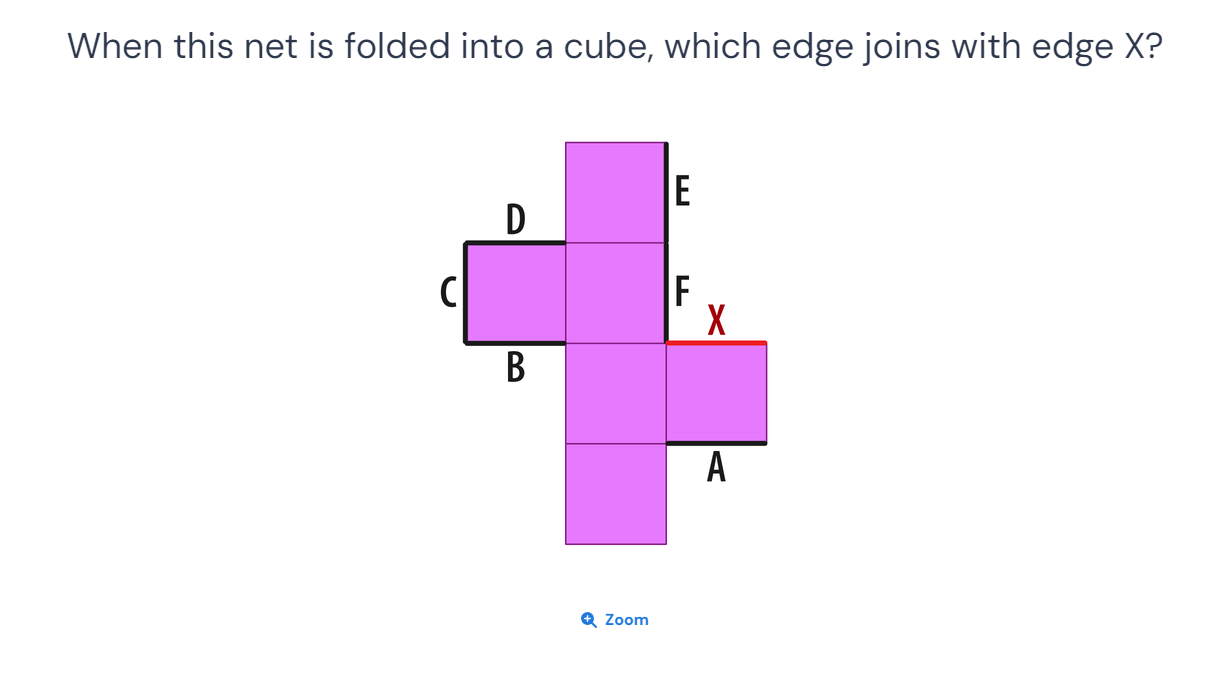 When this net is folded into a cube, which edge joins with edge X?
E
D
C
F
X
B
A
Zoom